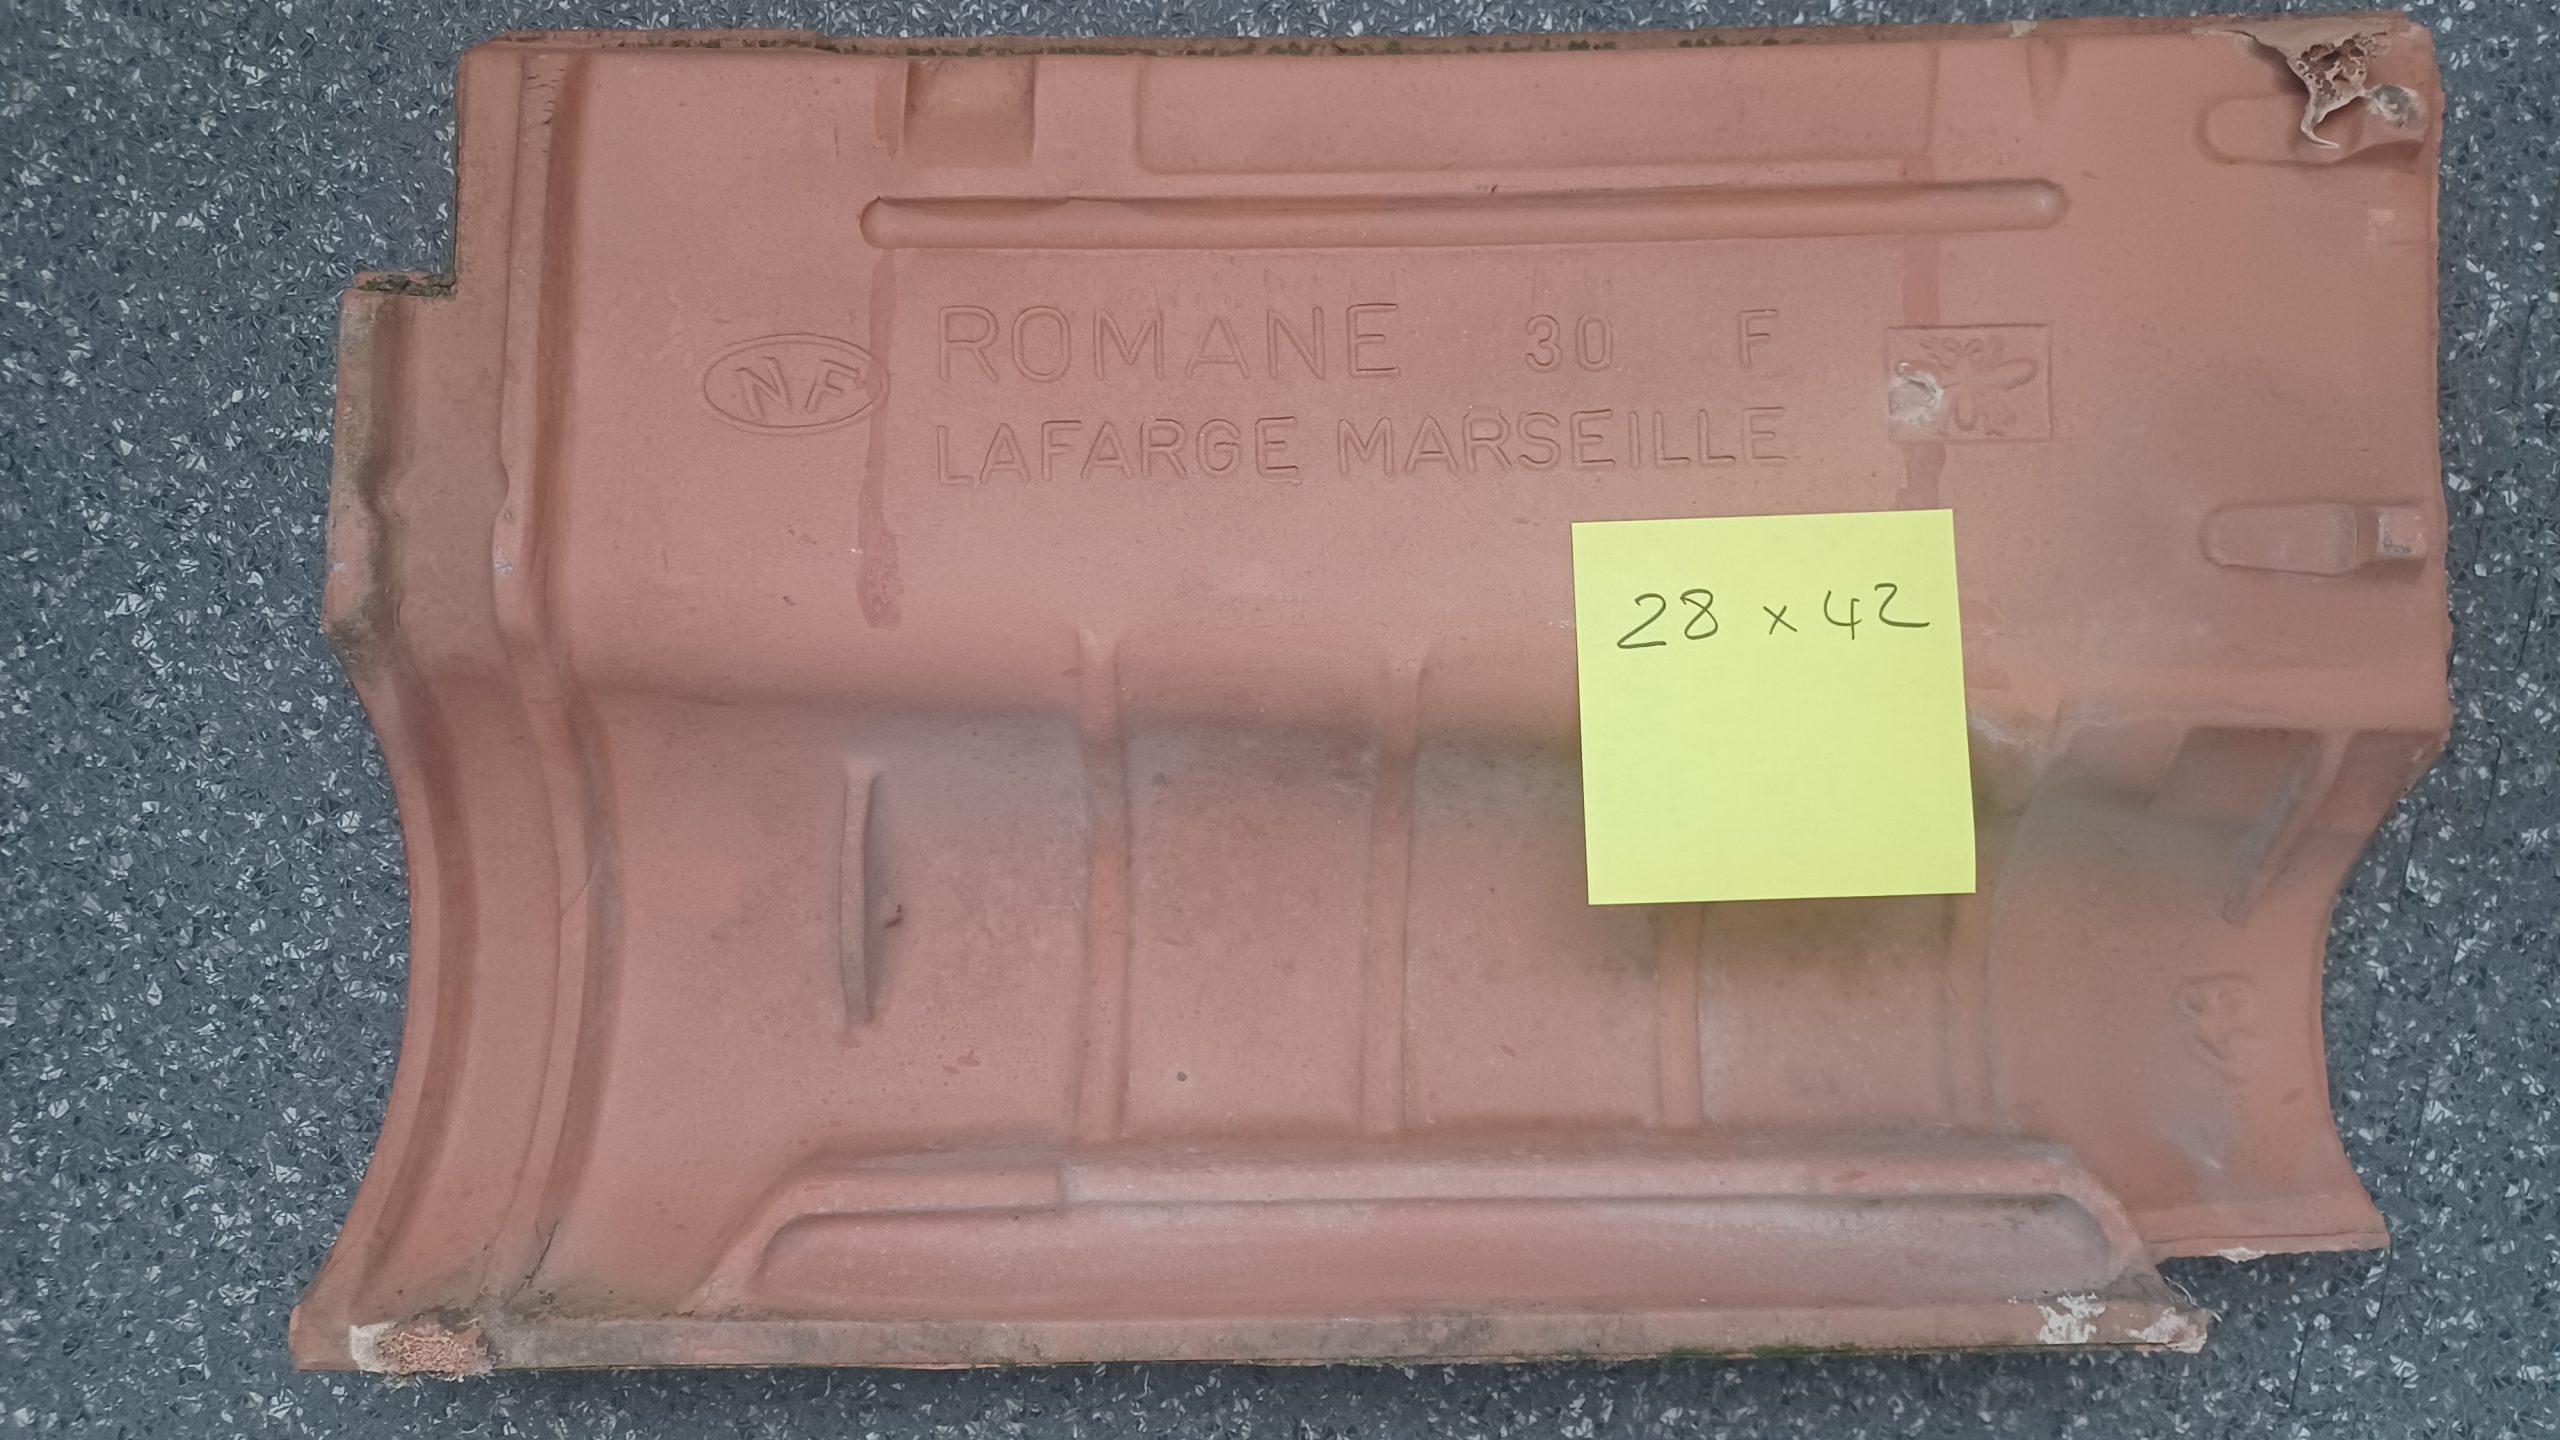 NF
ROMANE 30 F
LAFARGE MARSEILLE
28 x 42